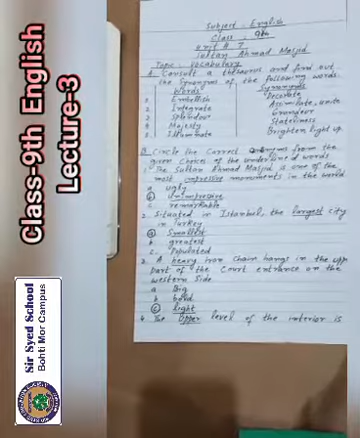 Class-9th English
Lecture-3
Sir Syed School
Bohti Mor Campus
Subject: English
Class: 9th
Unit # 7
Sultan Ahmad Masjid
Topic: Vocabulary
A. Consult a thesaurus and find out
the synonyms of the following words.
Words Synonyms
1. Embellish Decorate
2. Integrate Assimilate, unite
3. Splendour Grandeur
4. Majesty Stateliness
5. Illuminate Brighten, light up
B. Circle the correct from the
given choices of the underlined words
1. The Sultan Ahmad Masjid is one of the
most impressive monuments in the world
a. ugly
b. unimpressive
c. remarkable
2. Situated in Istanbul, the largest city
in Turkey
a. Smallest
b. greatest
c. Populated
3. A heavy iron chain hangs in the upp
part of the court entrance on the
western side
a Big
b bold
c light
4. The upper level of the interior is